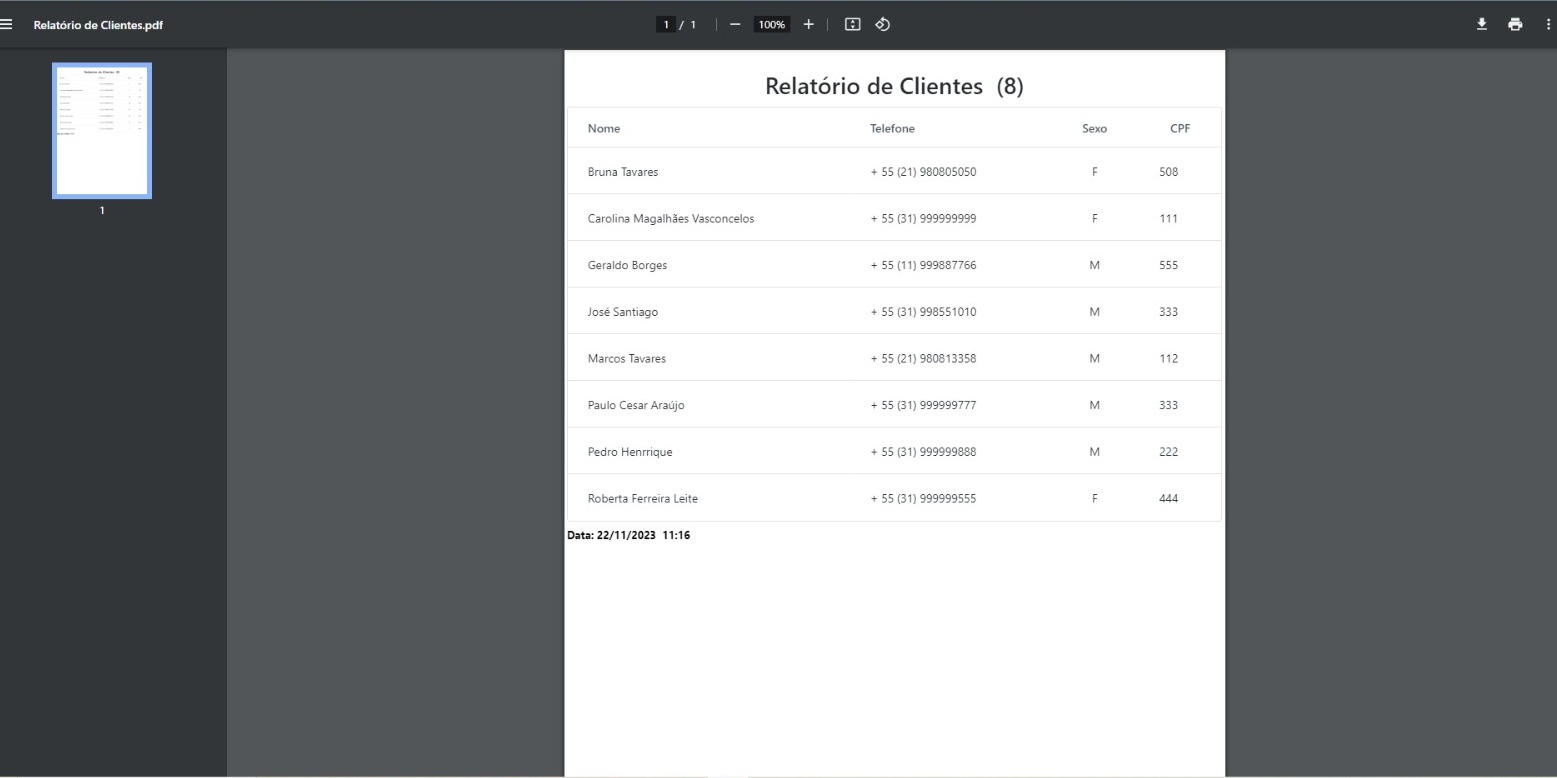 Relatório de Clientes.pdf
1 / 1
100%
1
Relatório de Clientes (8)
Nome Telefone Sexo CPF
Bruna Tavares + 55 (21) 980805050 F 508
Carolina Magalhães Vasconcelos + 55 (31) 999999999 F 111
Geraldo Borges + 55 (11) 999887766 M 555
José Santiago + 55 (31) 998551010 M 333
Marcos Tavares + 55 (21) 980813358 M 112
Paulo Cesar Araújo + 55 (31) 999999777 M 333
Pedro Henrrique + 55 (31) 999999888 M 222
Roberta Ferreira Leite + 55 (31) 999999555 F 444
Data: 22/11/2023 11:16